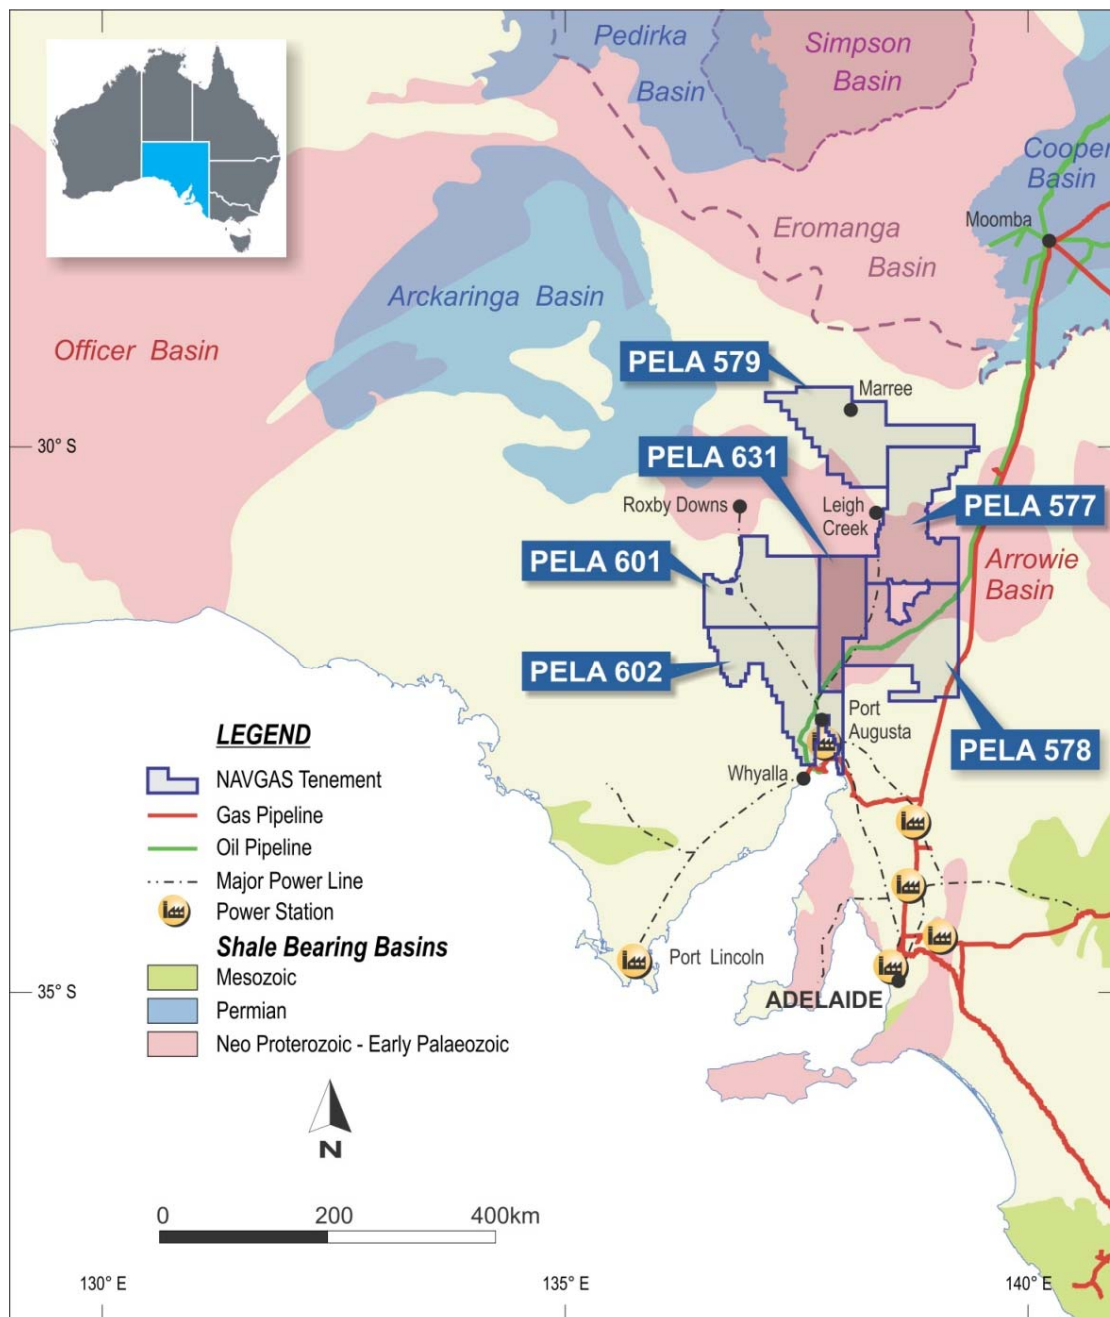 Pedirka
Basin
Simpson
Basin
Cooper
Basin
Moomba
Eromanga
Basin
Arckaringa Basin
Officer Basin
PELA 579
Marree
30° S
PELA 631
Roxby Downs
Leigh
Creek
PELA 577
PELA 601
Arrowie
Basin
PELA 602
Port
Augusta
PELA 578
Whyalla
LEGEND
NAVGAS Tenement
Gas Pipeline
Oil Pipeline
Major Power Line
Power Station
Shale Bearing Basins
Mesozoic
Permian
Neo Proterozoic - Early Palaeozoic
Port Lincoln
35° S
ADELAIDE
N
0 200 400km
130° E 135° E 140° E